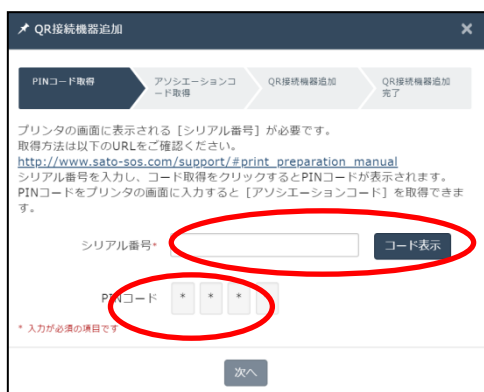 QR接続機器追加 ×
PINコード取得
アソシエーションコ
ード取得
QR接続機器追加
QR接続機器追加
完了
プリンタの画面に表示される［シリアル番号］が必要です。
取得方法は以下のURLをご確認ください。
http://www.sato-sos.com/support/#print_preparation_manual
シリアル番号を入力し、コード取得をクリックするとPINコードが表示されます。
PINコードをプリンタの画面に入力すると［アソシエーションコード］を取得できま
す。
シリアル番号* コード表示
PINコード * * *
* 入力が必須の項目です
次へ